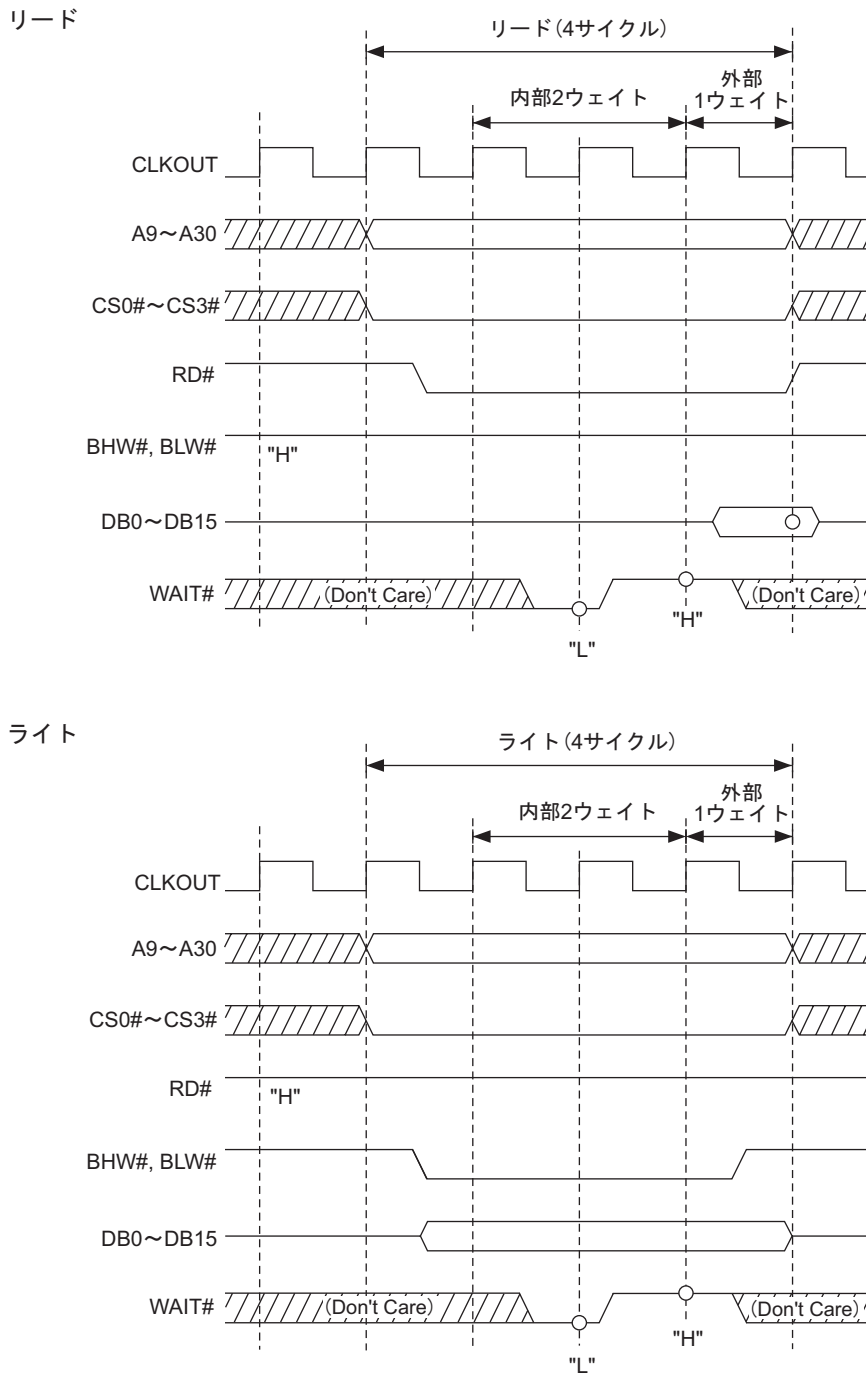 リード
リード(4サイクル)
内部2ウェイト
外部
1ウェイト
CLKOUT
A9～A30
CS0#～CS3#
RD#
BHW#, BLW#
"H"
DB0～DB15
WAIT#
(Don't Care)
(Don't Care)
"L"
"H"
ライト
ライト(4サイクル)
内部2ウェイト
外部
1ウェイト
CLKOUT
A9～A30
CS0#～CS3#
RD#
"H"
BHW#, BLW#
DB0～DB15
WAIT#
(Don't Care)
(Don't Care)
"L"
"H"